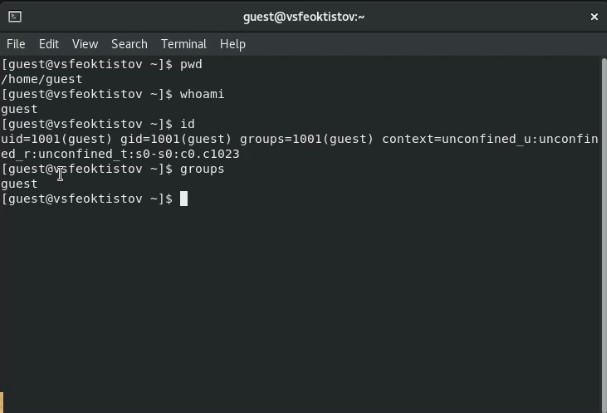 guest@vsfeoktistov:~
File Edit View Search Terminal Help
[guest@vsfeoktistov ~]$ pwd
/home/guest
[guest@vsfeoktistov ~]$ whoami
guest
[guest@vsfeoktistov ~]$ id
uid=1001(guest) gid=1001(guest) groups=1001(guest) context=unconfined_u:unconfin
ed_r:unconfined_t:s0-s0:c0.c1023
[guest@vsfeoktistov ~]$ groups
guest
[guest@vsfeoktistov ~]$